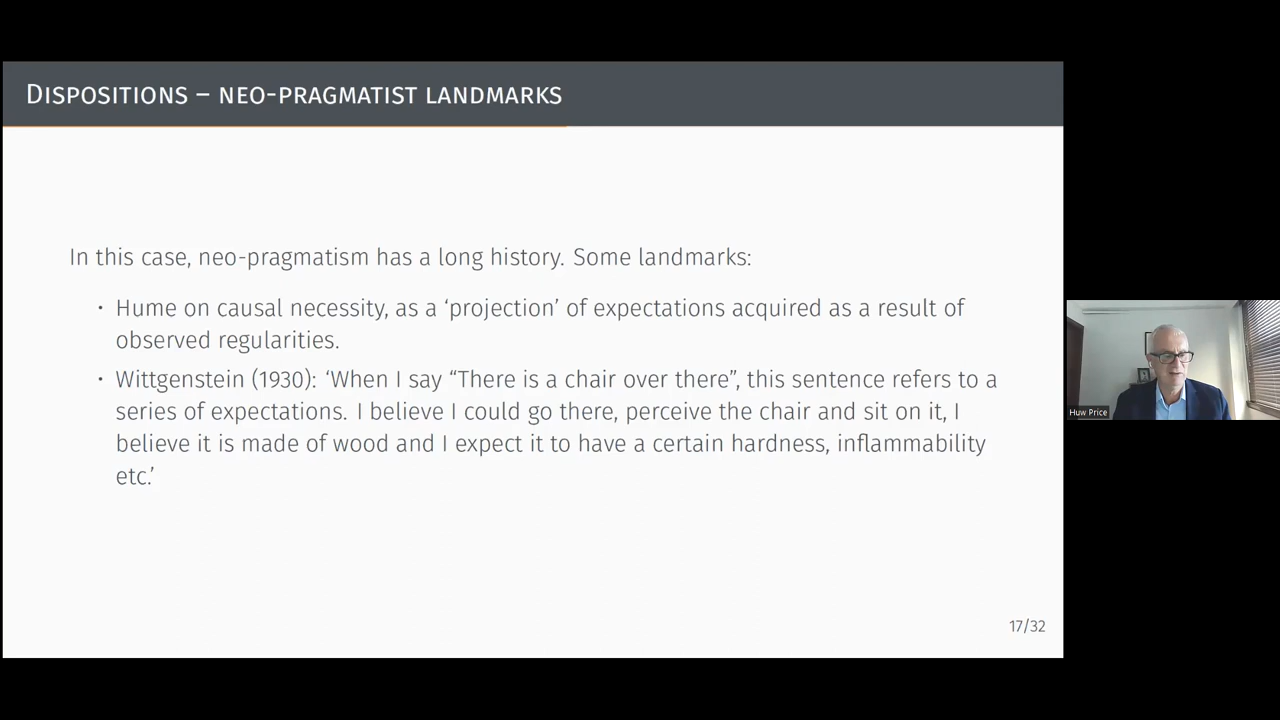 Dispositions – neo-pragmatist landmarks
In this case, neo-pragmatism has a long history. Some landmarks:
· Hume on causal necessity, as a ‘projection’ of expectations acquired as a result of
observed regularities.
· Wittgenstein (1930): ‘When I say “There is a chair over there”, this sentence refers to a
series of expectations. I believe I could go there, perceive the chair and sit on it, I
believe it is made of wood and I expect it to have a certain hardness, inflammability
etc.’
Huw Price
17/32